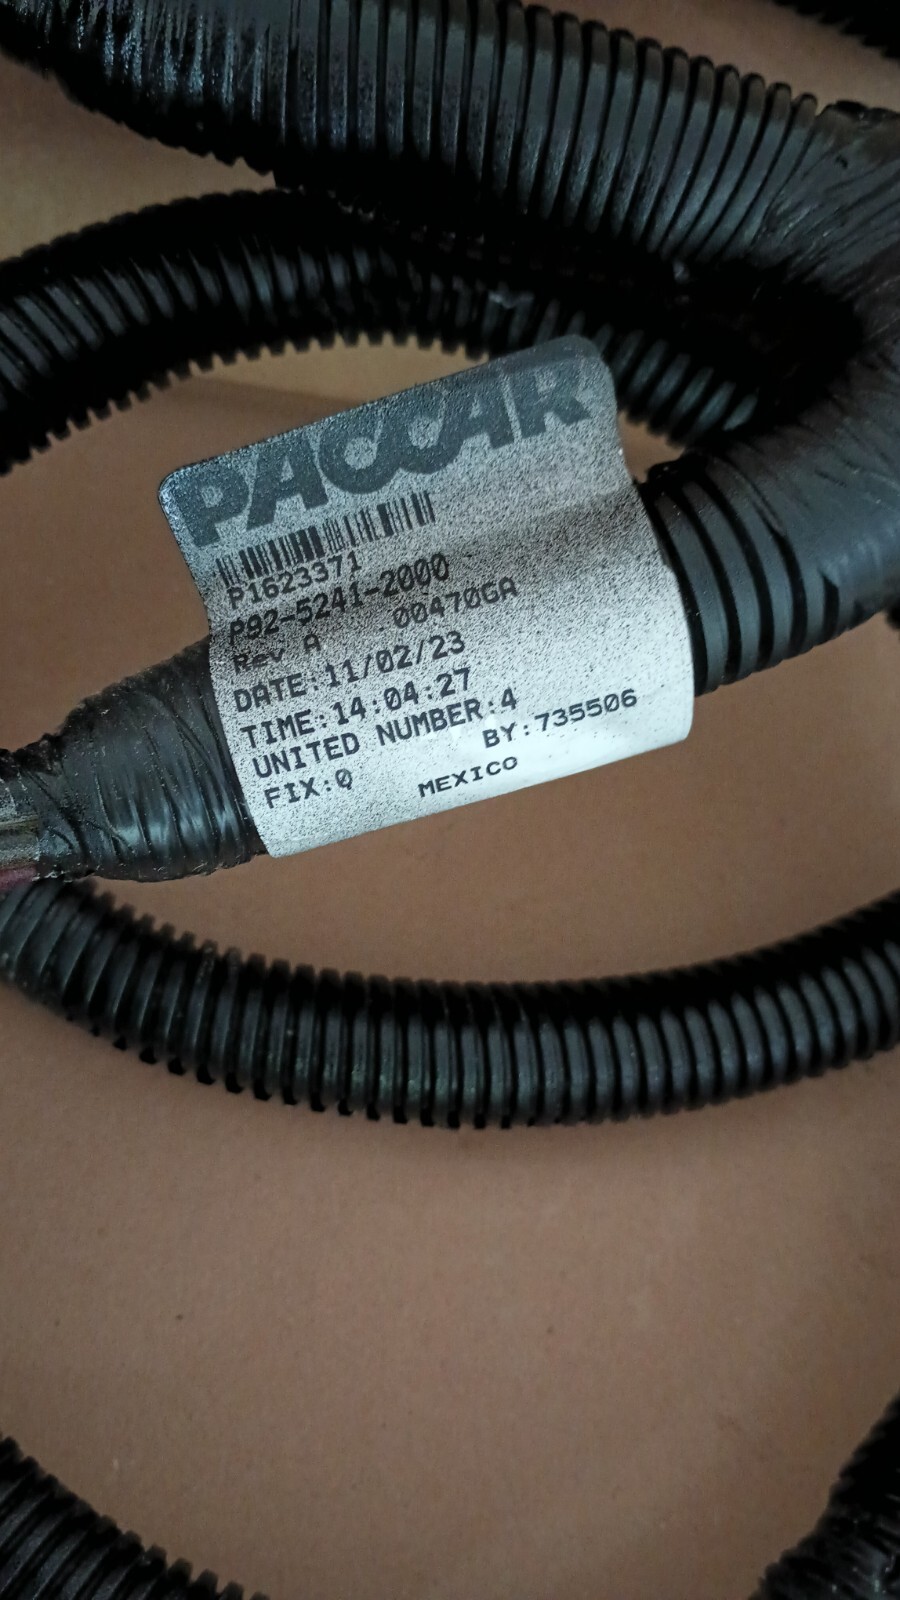 PACCAR
P1623371
P92-5241-2000
Rev A .00470GA
DATE:11/02/23
TIME:14:04:27
UNITED NUMBER:4
FIX:0 BY:735506
MEXICO